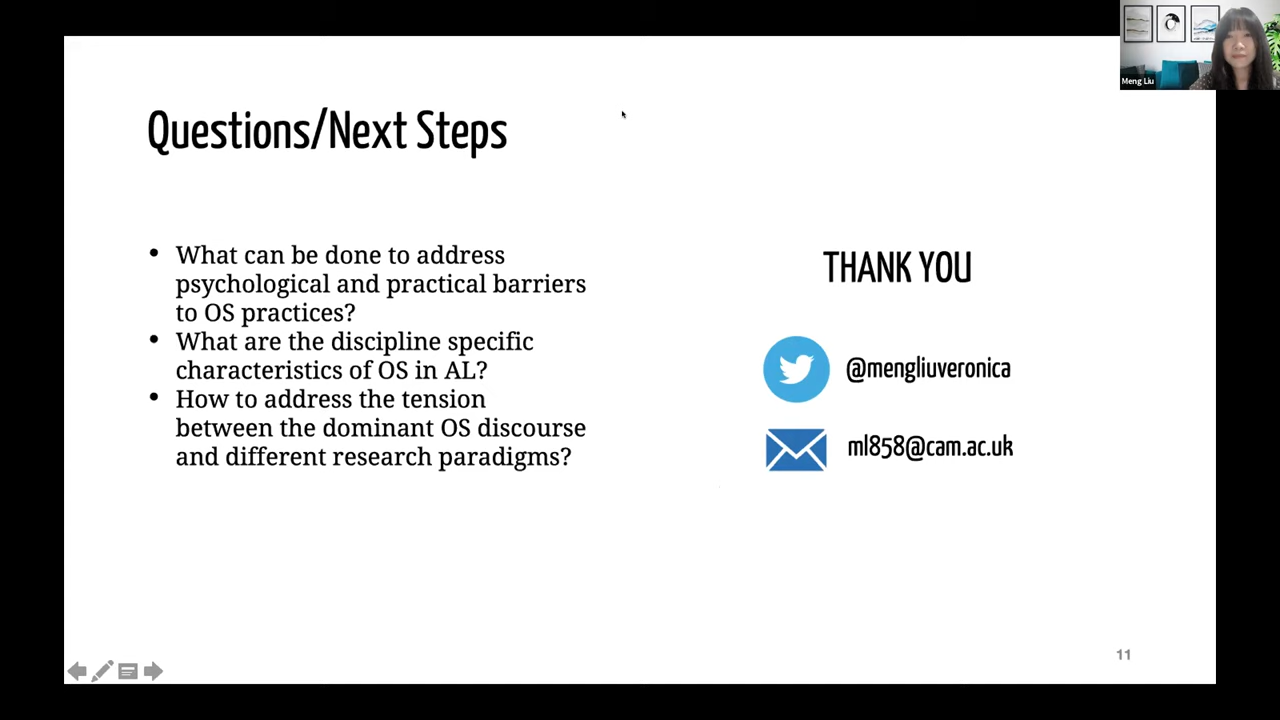 Meng Liu
Questions/Next Steps
• What can be done to address
psychological and practical barriers
to OS practices?
• What are the discipline specific
characteristics of OS in AL?
• How to address the tension
between the dominant OS discourse
and different research paradigms?
THANK YOU
@mengliuveronica
ml858@cam.ac.uk
11